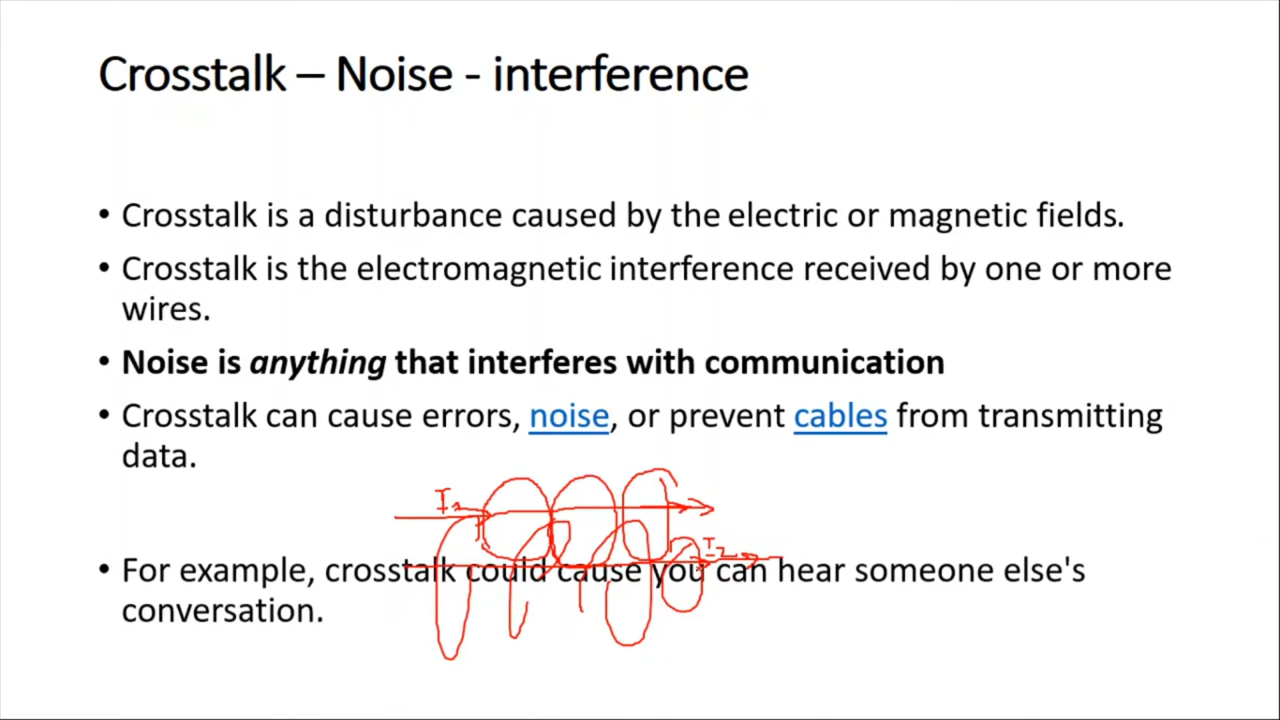 Crosstalk – Noise - interference
• Crosstalk is a disturbance caused by the electric or magnetic fields.
• Crosstalk is the electromagnetic interference received by one or more
wires.
• Noise is anything that interferes with communication
• Crosstalk can cause errors, noise, or prevent cables from transmitting
data.
I1
I2
• For example, crosstalk could cause you can hear someone else's
conversation.